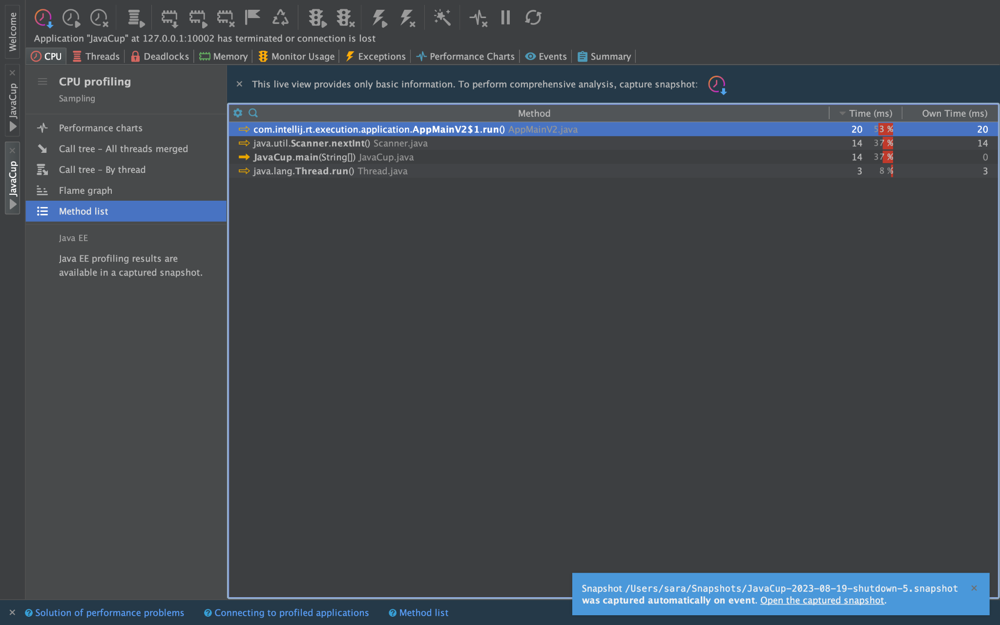 Welcome
JavaCup
JavaCup
Application "JavaCup" at 127.0.0.1:10002 has terminated or connection is lost
CPU Threads Deadlocks Memory Monitor Usage Exceptions Performance Charts Events Summary
CPU profiling
Sampling
Performance charts
Call tree – All threads merged
Call tree – By thread
Flame graph
Method list
Java EE
Java EE profiling results are
available in a captured snapshot.
This live view provides only basic information. To perform comprehensive analysis, capture snapshot:
Method Time (ms) Own Time (ms)
com.intellij.rt.execution.application.AppMainV2$1.run() AppMainV2.java 20 53 % 20
java.util.Scanner.nextInt() Scanner.java 14 37 % 14
JavaCup.main(String[]) JavaCup.java 14 37 % 0
java.lang.Thread.run() Thread.java 3 8 % 3
Snapshot /Users/sara/Snapshots/JavaCup-2023-08-19-shutdown-5.snapshot
was captured automatically on event. Open the captured snapshot.
Solution of performance problems Connecting to profiled applications Method list